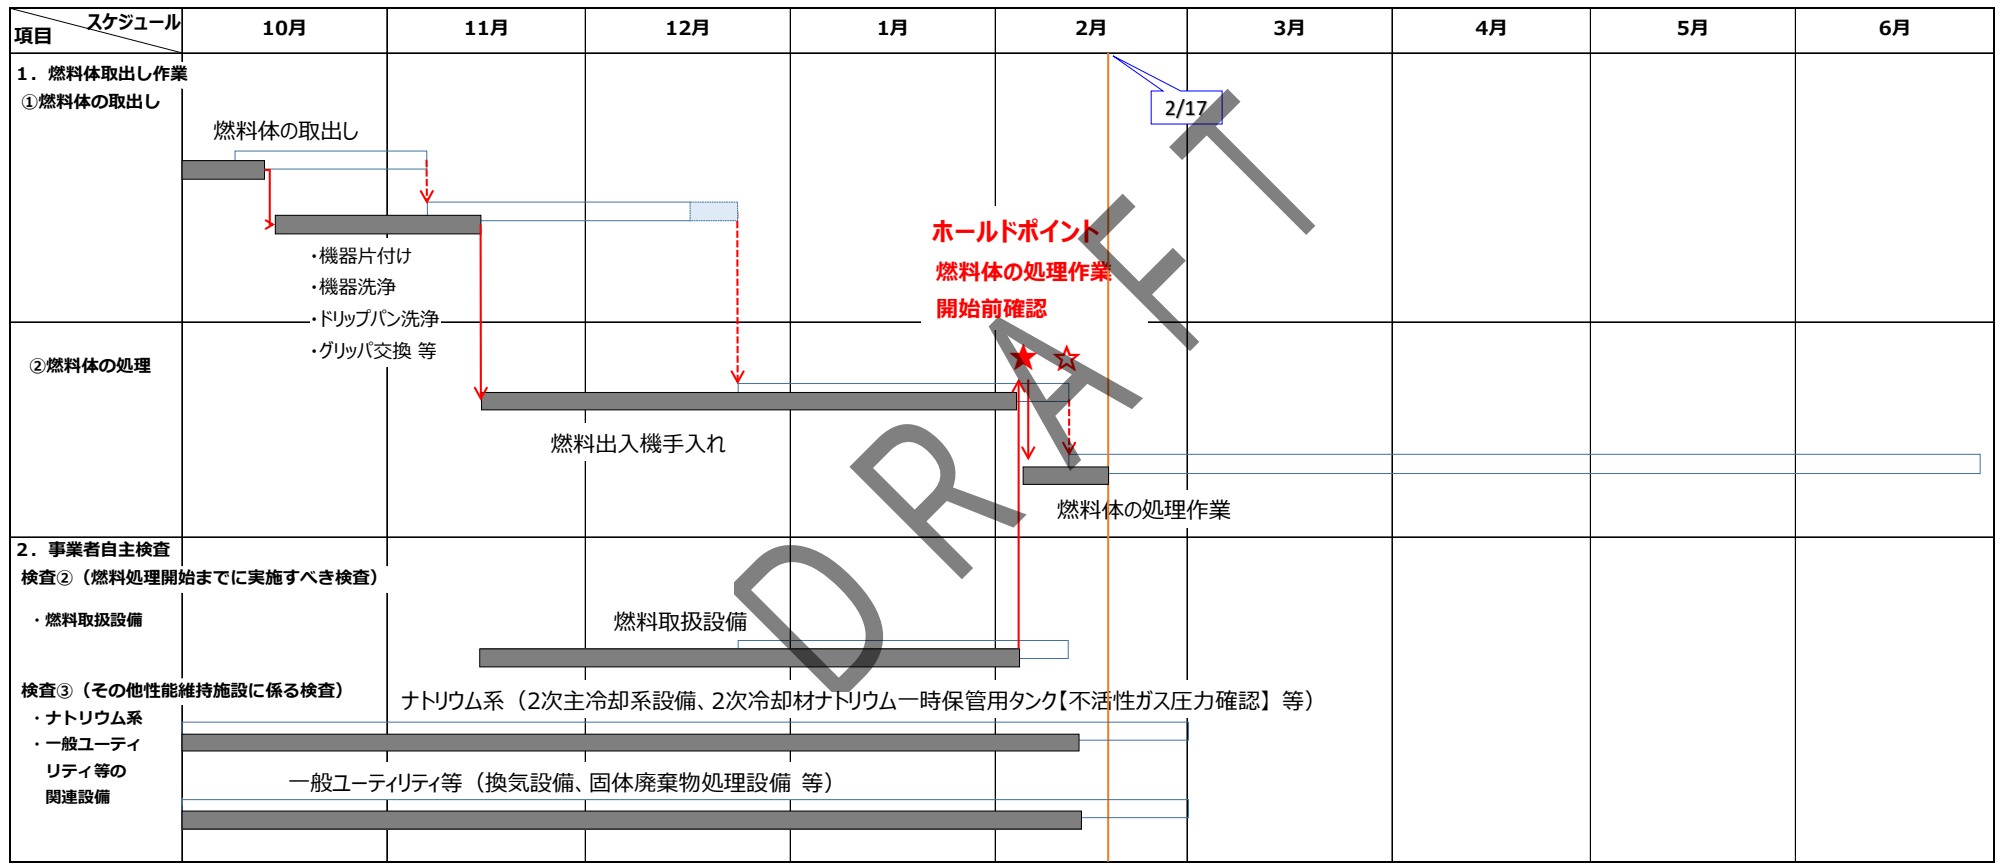 スケジュール
項目
10月
11月
12月
1月
2月
3月
4月
5月
6月
1．燃料体取出し作業
①燃料体の取出し
2/17
燃料体の取出し
・機器片付け
・機器洗浄
・ドリップパン洗浄
・グリッパ交換 等
ホールドポイント
燃料体の処理作業
開始前確認
②燃料体の処理
燃料出入機手入れ
燃料体の処理作業
2．事業者自主検査
検査②（燃料処理開始までに実施すべき検査）
・燃料取扱設備
燃料取扱設備
検査③（その他性能維持施設に係る検査）
ナトリウム系（2次主冷却系設備、2次冷却材ナトリウム一時保管用タンク【不活性ガス圧力確認】 等）
・ナトリウム系
・一般ユーティ
リティ等の
関連設備
一般ユーティリティ等（換気設備、固体廃棄物処理設備 等）
DRAFT